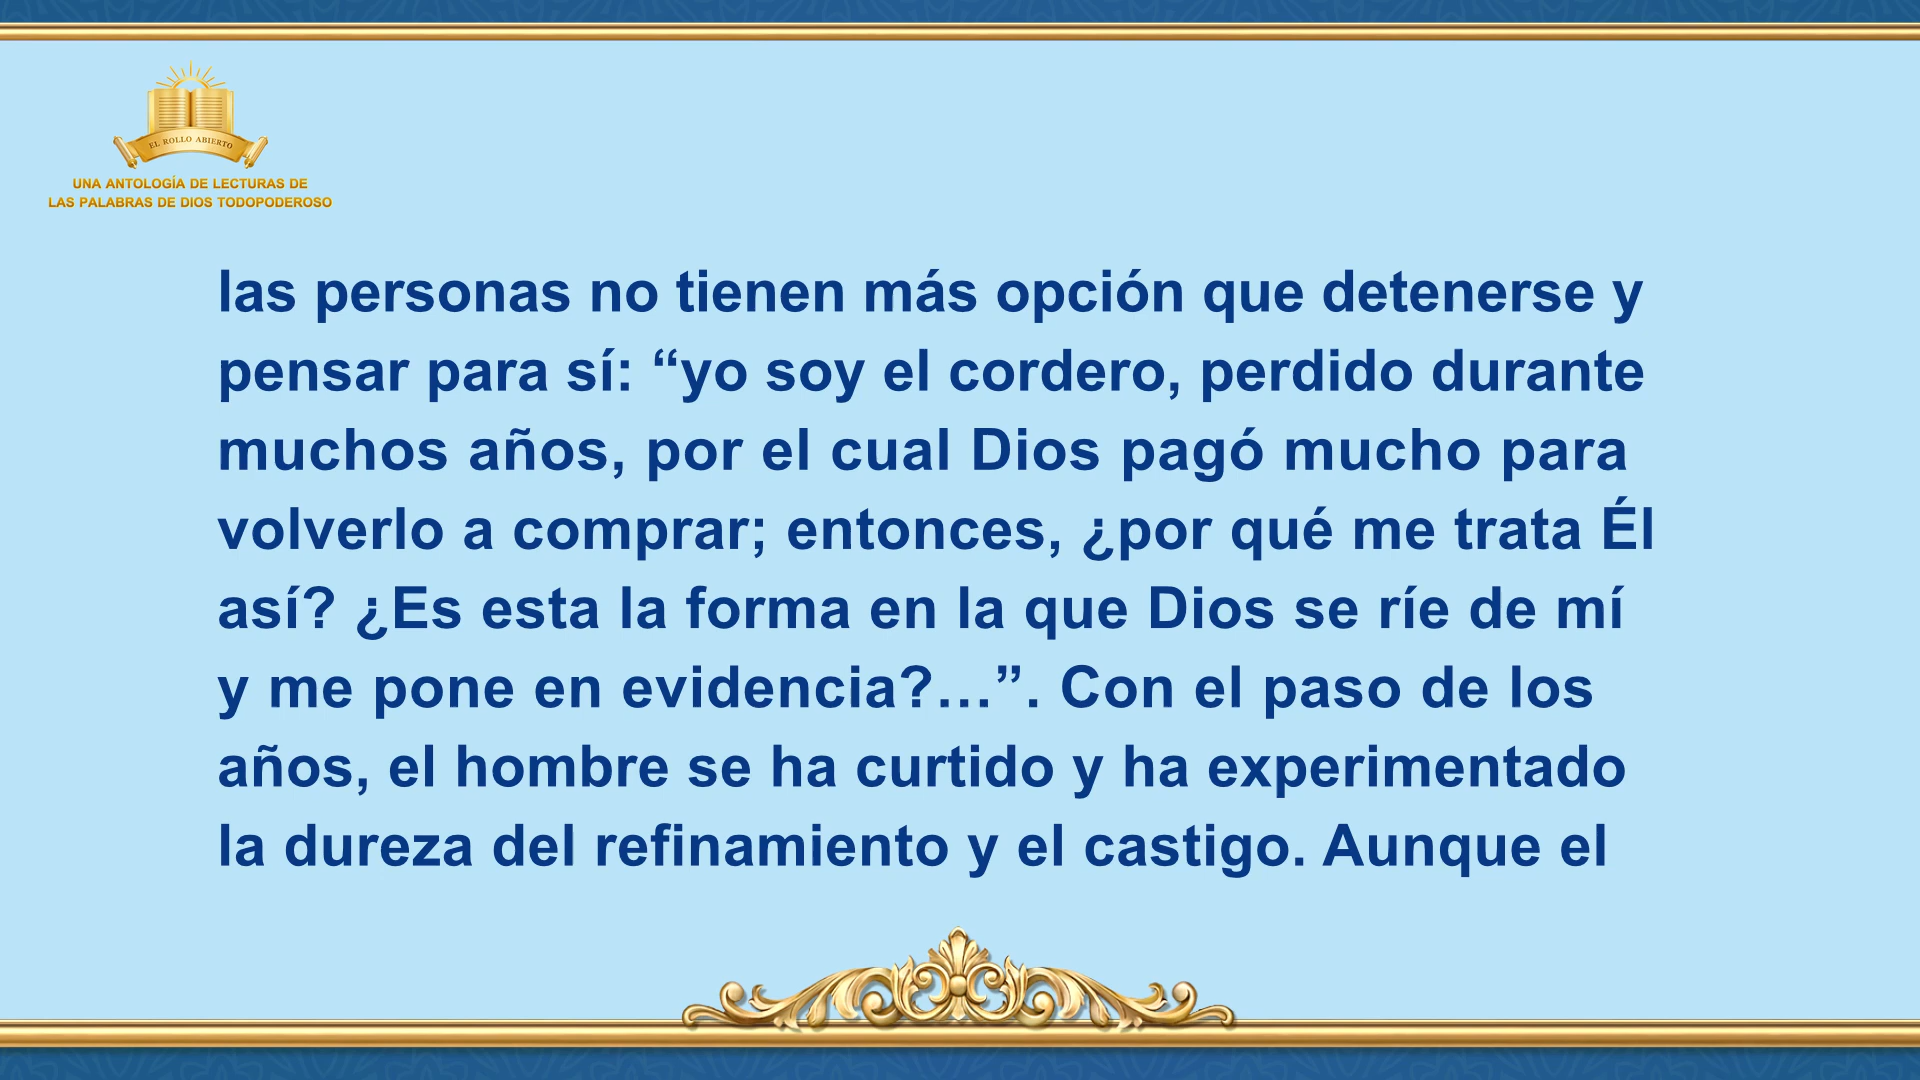 EL ROLLO ABIERTO
UNA ANTOLOGÍA DE LECTURAS DE
LAS PALABRAS DE DIOS TODOPODEROSO
las personas no tienen más opción que detenerse y
pensar para sí: “yo soy el cordero, perdido durante
muchos años, por el cual Dios pagó mucho para
volverlo a comprar; entonces, ¿por qué me trata Él
así? ¿Es esta la forma en la que Dios se ríe de mí
y me pone en evidencia?…”. Con el paso de los
años, el hombre se ha curtido y ha experimentado
la dureza del refinamiento y el castigo. Aunque el